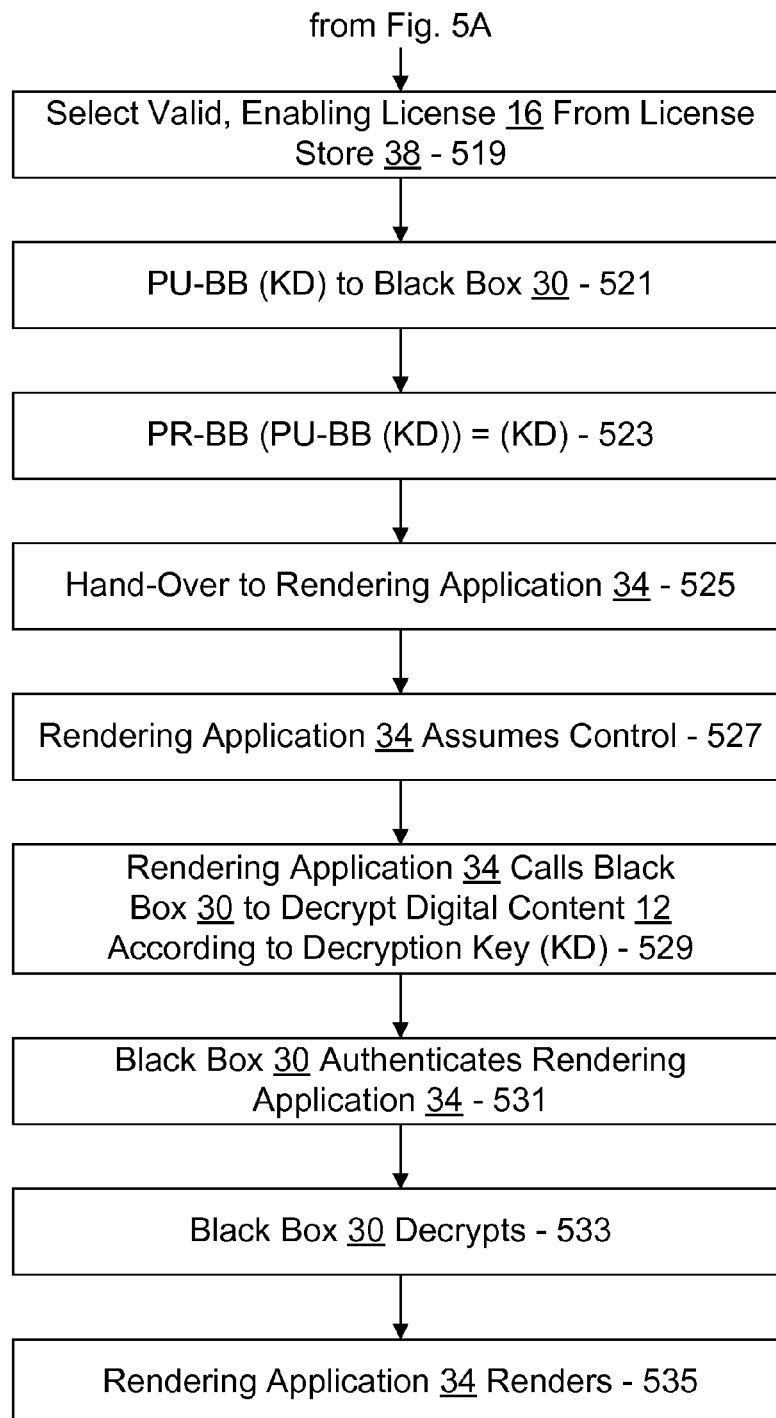 from Fig. 5A
Select Valid, Enabling License 16 From License
Store 38 - 519
PU-BB (KD) to Black Box 30 - 521
PR-BB (PU-BB (KD)) = (KD) - 523
Hand-Over to Rendering Application 34 - 525
Rendering Application 34 Assumes Control - 527
Rendering Application 34 Calls Black
Box 30 to Decrypt Digital Content 12
According to Decryption Key (KD) - 529
Black Box 30 Authenticates Rendering
Application 34 - 531
Black Box 30 Decrypts - 533
Rendering Application 34 Renders - 535